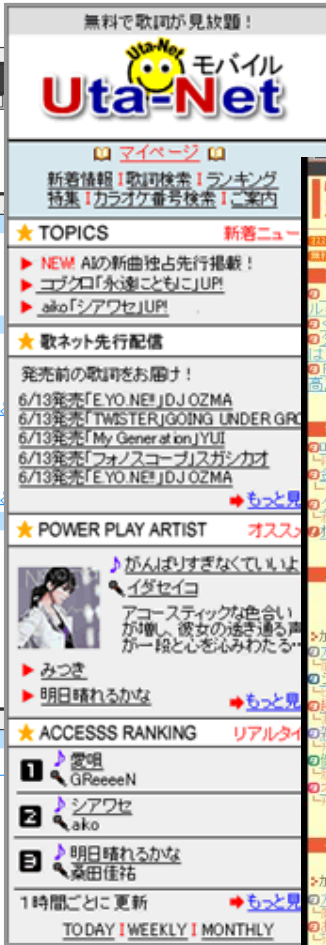 無料で歌詞が見放題！
Uta-Net
モバイル
Uta-Net
マイページ
新着情報 I 歌詞検索 I ランキング
特集 I カラオケ番号検索 I ご案内
★ TOPICS 新着ニュー
▶ NEW! AIの新曲独占先行掲載！
▶ コブクロ「永遠にともに」UP!
▶ aiko「シアワセ」UP!
★ 歌ネット先行配信
発売前の歌詞をお届け！
6/13発売「E.YO.NE!!」DJ OZMA
6/13発売「TWISTER」GOING UNDER GRO
6/13発売「My Generation」YUI
6/13発売「フォノスコープ」スガシカオ
6/13発売「E.YO.NE!!」DJ OZMA
➡もっと見
★ POWER PLAY ARTIST オススメ
♪がんばりすぎなくていいよ
イダセイコ
アコースティックな色合い
が増し、彼女の透き通る声
が一段と心を沁みわたる…
▶ みつき
▶ 明日晴れるかな ➡もっと見
★ ACCESSS RANKING リアルタイ
1 ♪愛唄
GReeeeN
2 ♪シアワセ
aiko
3 ♪明日晴れるかな
桑田佳祐
1時間ごとに更新 ➡もっと見
TODAY I WEEKLY I MONTHLY